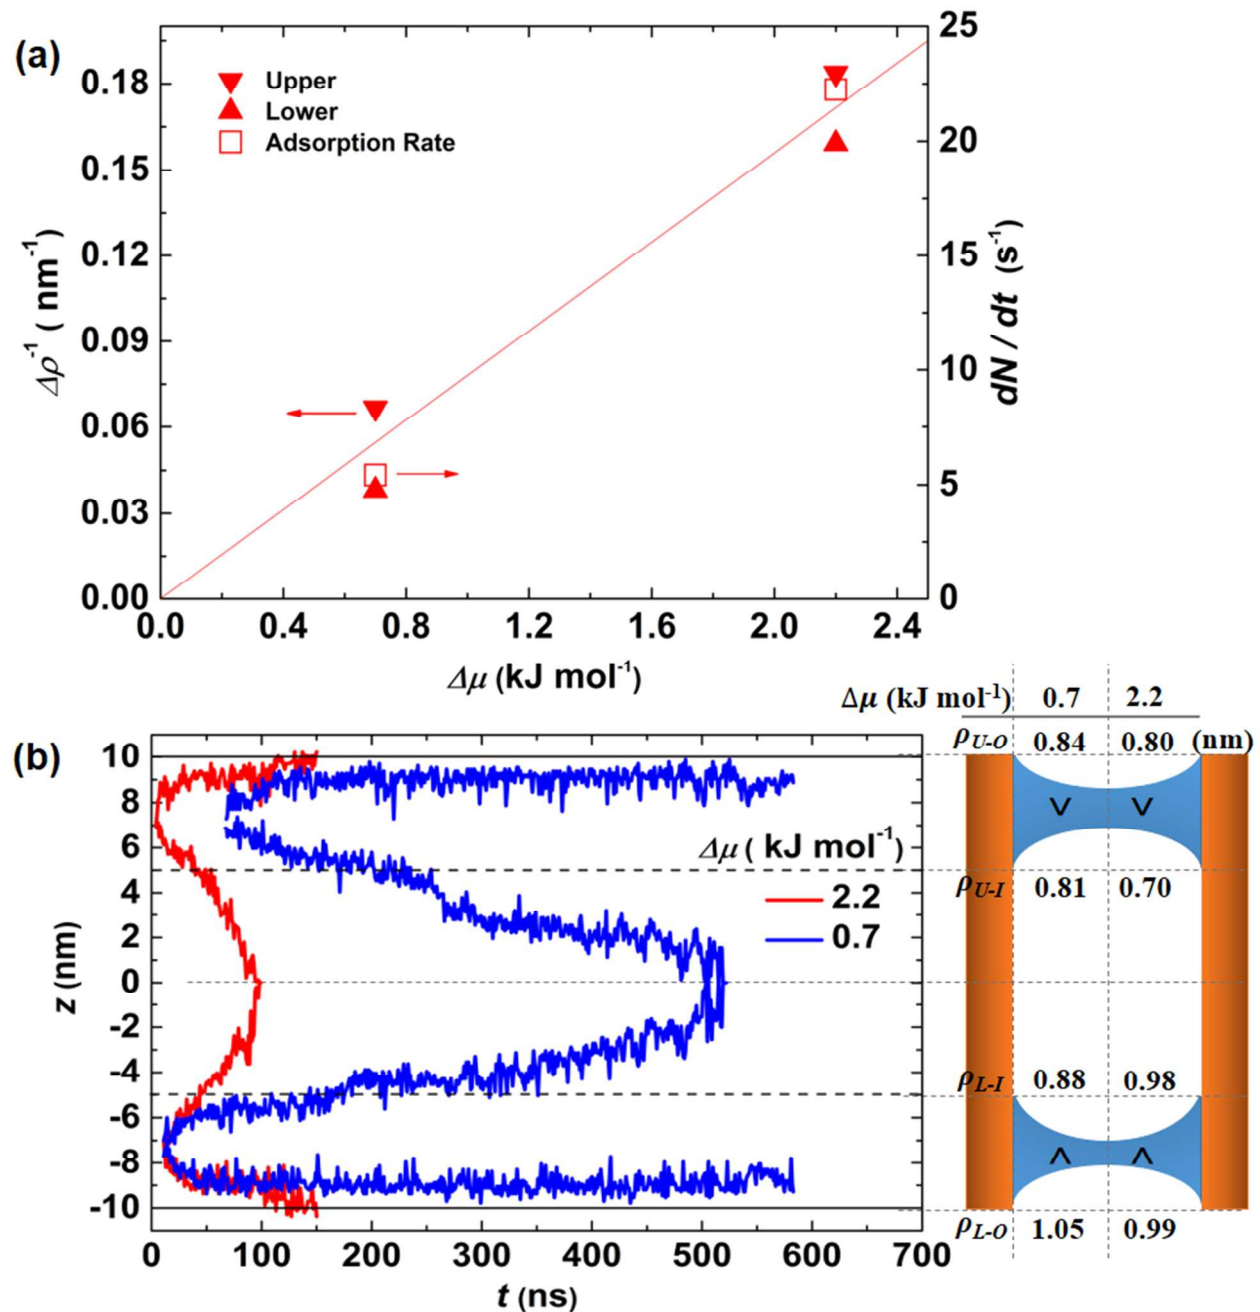 (a)
25
0.18
0.15
0.12
0.09
0.06
0.03
0.00
Δρ⁻¹ ( nm⁻¹)
Upper
Lower
Adsorption Rate
20
15
10
5
0
dN / dt (s⁻¹)
0.0 0.4 0.8 1.2 1.6 2.0 2.4
Δμ (kJ mol⁻¹)
(b)
10
8
6
4
2
0
-2
-4
-6
-8
-10
z (nm)
Δμ ( kJ mol⁻¹)
2.2
0.7
0 100 200 300 400 500 600 700
t (ns)
Δμ (kJ mol⁻¹) 0.7 2.2
ρU-O 0.84 0.80 (nm)
> >
ρU-I 0.81 0.70
ρL-I 0.88 0.98
> >
ρL-O 1.05 0.99